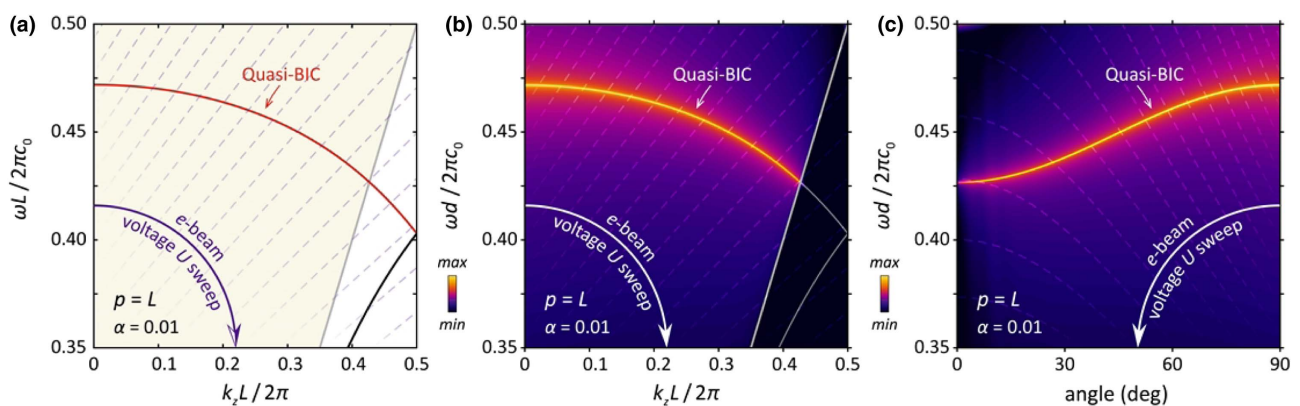 (a)
0.50
0.45
0.40
0.35
ωL / 2πc₀
Quasi-BIC
e-beam
voltage U sweep
p = L
α = 0.01
0
0.1
0.2
0.3
0.4
0.5
k_z L / 2π
(b)
0.50
0.45
0.40
0.35
ωd / 2πc₀
Quasi-BIC
e-beam
voltage U sweep
max
min
p = L
α = 0.01
0
0.1
0.2
0.3
0.4
0.5
k_z L / 2π
(c)
0.50
0.45
0.40
0.35
ωd / 2πc₀
Quasi-BIC
e-beam
voltage U sweep
max
min
p = L
α = 0.01
0
30
60
90
angle (deg)